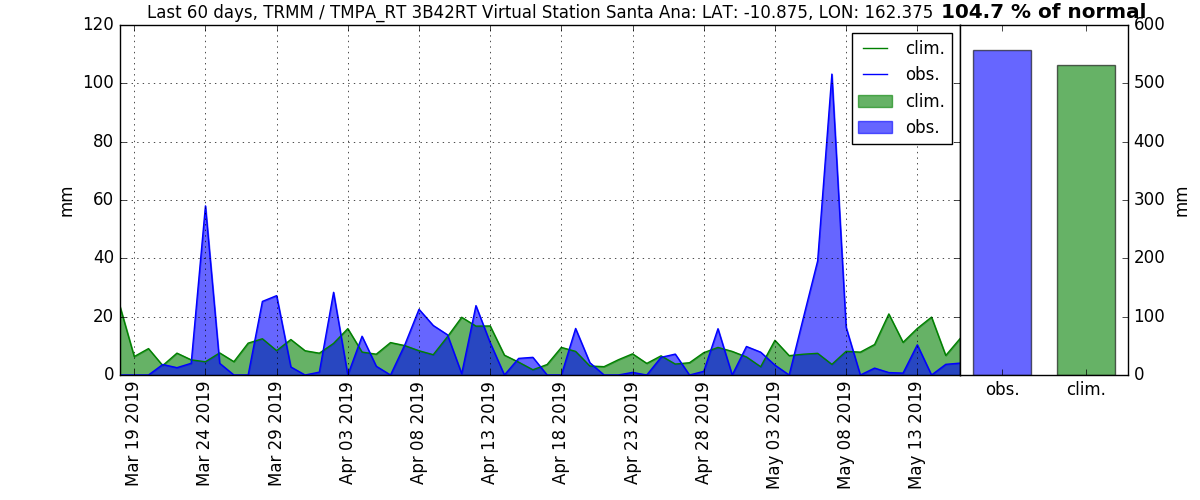 Last 60 days, TRMM / TMPA_RT 3B42RT Virtual Station Santa Ana: LAT: -10.875, LON: 162.375 104.7 % of normal
120
100
80
60
40
20
0
mm
clim.
obs.
clim.
obs.
600
500
400
300
200
100
0
mm
obs.
clim.
Mar 19 2019
Mar 24 2019
Mar 29 2019
Apr 03 2019
Apr 08 2019
Apr 13 2019
Apr 18 2019
Apr 23 2019
Apr 28 2019
May 03 2019
May 08 2019
May 13 2019